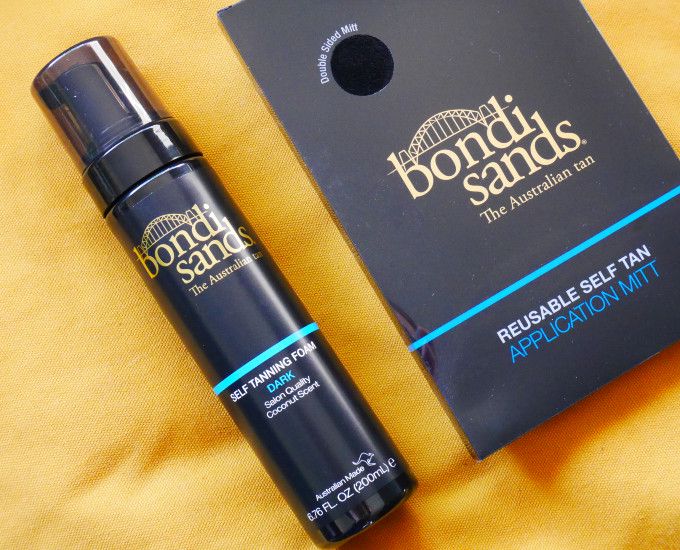 bondi
sands.
The Australian tan
SELF TANNING FOAM
DARK
Salon Quality
Coconut Scent
Australian Made
6.76 FL. OZ (200mL) e
Double Sided Mitt
bondi
sands®
The Australian tan
REUSABLE SELF TAN
APPLICATION MITT